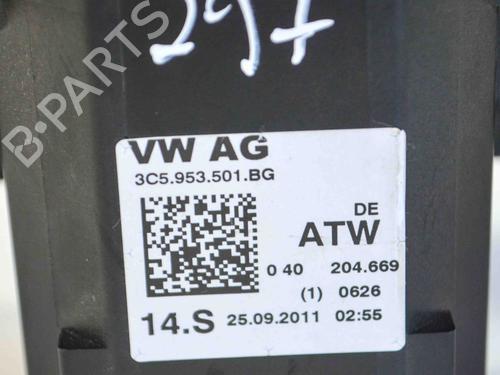 297
B-PARTS
VW AG
3C5.953.501.BG
DE
ATW
0 40 204.669
(1) 0626
14.S 25.09.2011 02:55